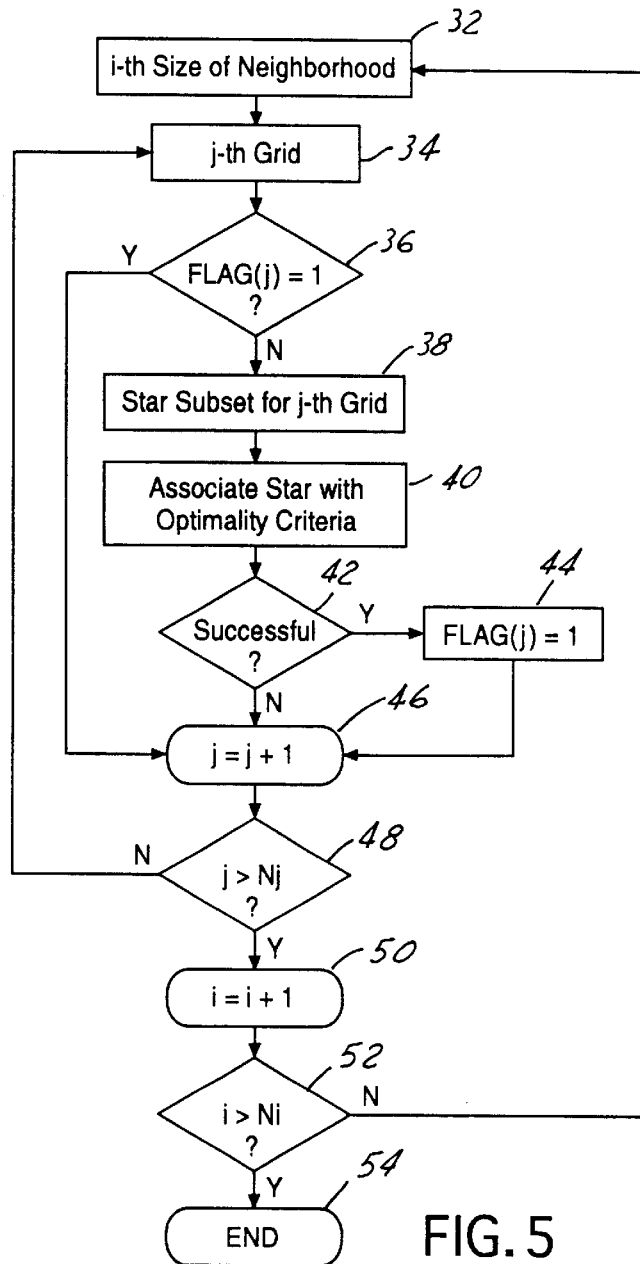 32
i-th Size of Neighborhood
j-th Grid
34
36
Y
FLAG(j) = 1
?
N
38
Star Subset for j-th Grid
Associate Star with
Optimality Criteria
40
42
44
Successful
?
Y
FLAG(j) = 1
N
46
j = j + 1
48
N
j > Nj
?
Y
50
i = i + 1
52
i > Ni
?
N
Y
54
END
FIG. 5